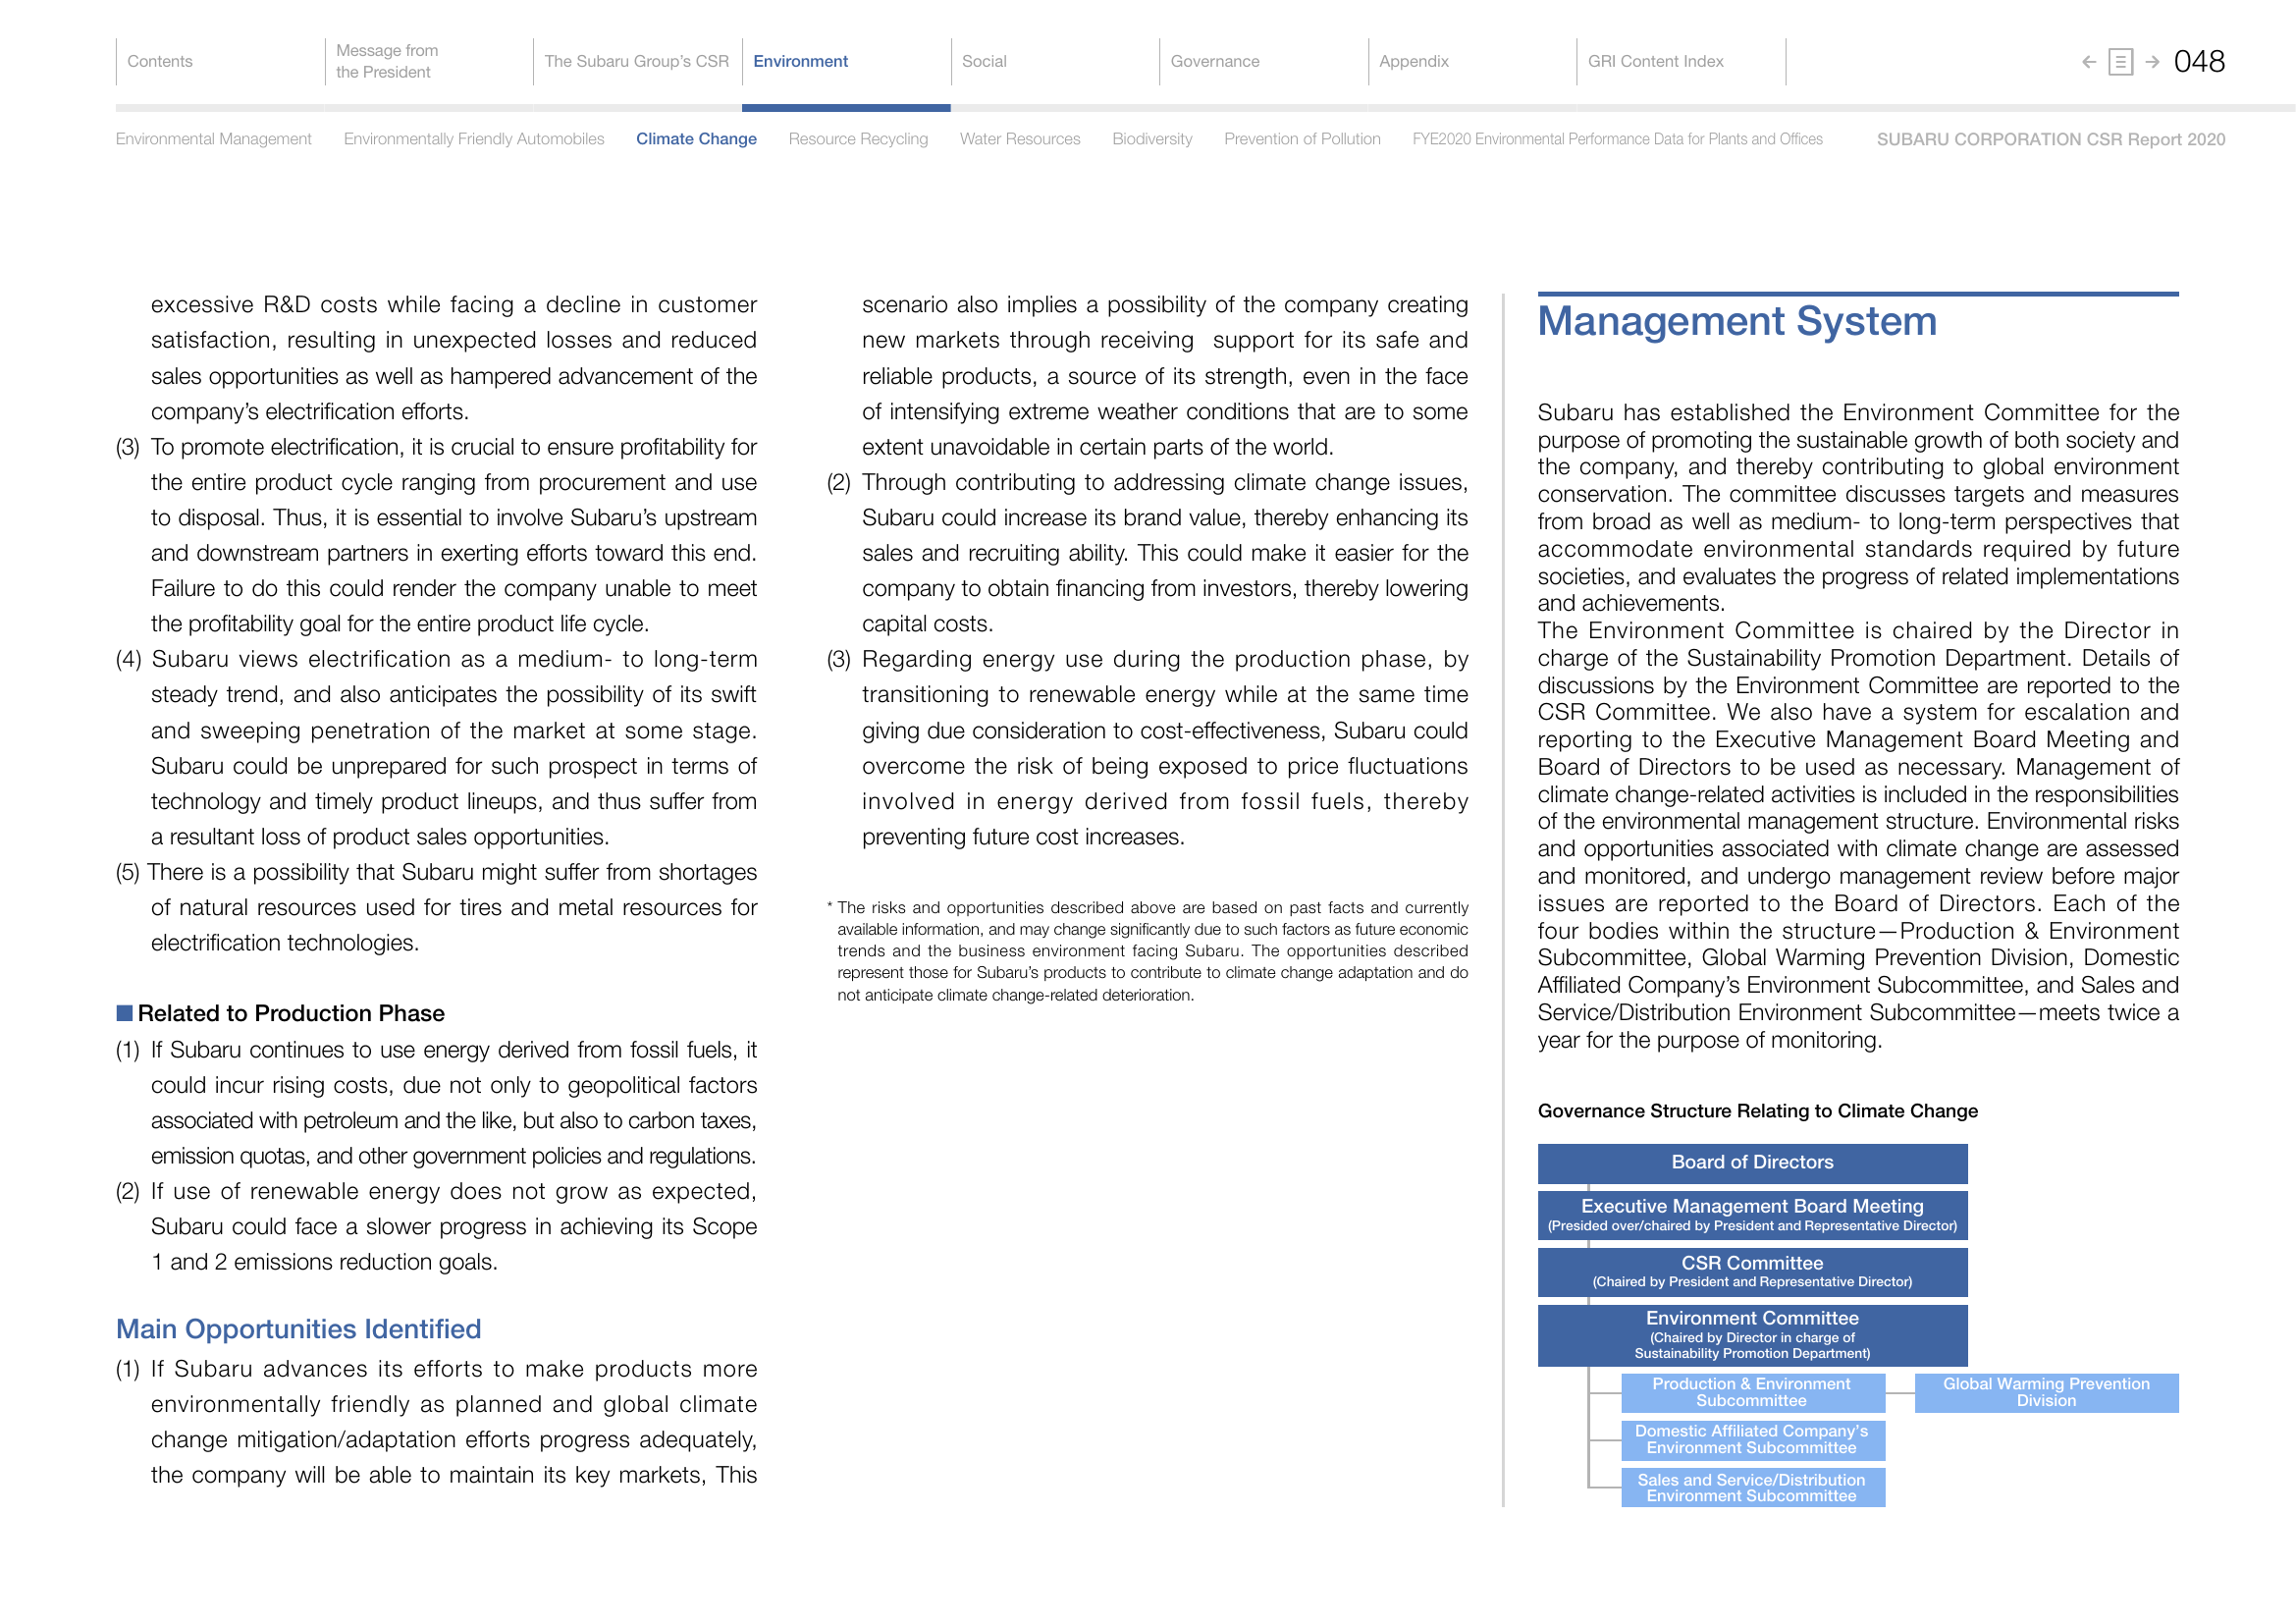 Contents
Message from
the President
The Subaru Group’s CSR
Environment
Social
Governance
Appendix
GRI Content Index
048
Environmental Management
Environmentally Friendly Automobiles
Climate Change
Resource Recycling
Water Resources
Biodiversity
Prevention of Pollution
FYE2020 Environmental Performance Data for Plants and Offices
SUBARU CORPORATION CSR Report 2020
excessive R&D costs while facing a decline in customer
satisfaction, resulting in unexpected losses and reduced
sales opportunities as well as hampered advancement of the
company’s electrification efforts.
(3) To promote electrification, it is crucial to ensure profitability for
the entire product cycle ranging from procurement and use
to disposal. Thus, it is essential to involve Subaru’s upstream
and downstream partners in exerting efforts toward this end.
Failure to do this could render the company unable to meet
the profitability goal for the entire product life cycle.
(4) Subaru views electrification as a medium- to long-term
steady trend, and also anticipates the possibility of its swift
and sweeping penetration of the market at some stage.
Subaru could be unprepared for such prospect in terms of
technology and timely product lineups, and thus suffer from
a resultant loss of product sales opportunities.
(5) There is a possibility that Subaru might suffer from shortages
of natural resources used for tires and metal resources for
electrification technologies.
■ Related to Production Phase
(1) If Subaru continues to use energy derived from fossil fuels, it
could incur rising costs, due not only to geopolitical factors
associated with petroleum and the like, but also to carbon taxes,
emission quotas, and other government policies and regulations.
(2) If use of renewable energy does not grow as expected,
Subaru could face a slower progress in achieving its Scope
1 and 2 emissions reduction goals.
Main Opportunities Identified
(1) If Subaru advances its efforts to make products more
environmentally friendly as planned and global climate
change mitigation/adaptation efforts progress adequately,
the company will be able to maintain its key markets, This
scenario also implies a possibility of the company creating
new markets through receiving support for its safe and
reliable products, a source of its strength, even in the face
of intensifying extreme weather conditions that are to some
extent unavoidable in certain parts of the world.
(2) Through contributing to addressing climate change issues,
Subaru could increase its brand value, thereby enhancing its
sales and recruiting ability. This could make it easier for the
company to obtain financing from investors, thereby lowering
capital costs.
(3) Regarding energy use during the production phase, by
transitioning to renewable energy while at the same time
giving due consideration to cost-effectiveness, Subaru could
overcome the risk of being exposed to price fluctuations
involved in energy derived from fossil fuels, thereby
preventing future cost increases.
* The risks and opportunities described above are based on past facts and currently
available information, and may change significantly due to such factors as future economic
trends and the business environment facing Subaru. The opportunities described
represent those for Subaru’s products to contribute to climate change adaptation and do
not anticipate climate change-related deterioration.
Management System
Subaru has established the Environment Committee for the
purpose of promoting the sustainable growth of both society and
the company, and thereby contributing to global environment
conservation. The committee discusses targets and measures
from broad as well as medium- to long-term perspectives that
accommodate environmental standards required by future
societies, and evaluates the progress of related implementations
and achievements.
The Environment Committee is chaired by the Director in
charge of the Sustainability Promotion Department. Details of
discussions by the Environment Committee are reported to the
CSR Committee. We also have a system for escalation and
reporting to the Executive Management Board Meeting and
Board of Directors to be used as necessary. Management of
climate change-related activities is included in the responsibilities
of the environmental management structure. Environmental risks
and opportunities associated with climate change are assessed
and monitored, and undergo management review before major
issues are reported to the Board of Directors. Each of the
four bodies within the structure—Production & Environment
Subcommittee, Global Warming Prevention Division, Domestic
Affiliated Company’s Environment Subcommittee, and Sales and
Service/Distribution Environment Subcommittee—meets twice a
year for the purpose of monitoring.
Governance Structure Relating to Climate Change
Board of Directors
Executive Management Board Meeting
(Presided over/chaired by President and Representative Director)
CSR Committee
(Chaired by President and Representative Director)
Environment Committee
(Chaired by Director in charge of
Sustainability Promotion Department)
Production & Environment
Subcommittee
Global Warming Prevention
Division
Domestic Affiliated Company’s
Environment Subcommittee
Sales and Service/Distribution
Environment Subcommittee